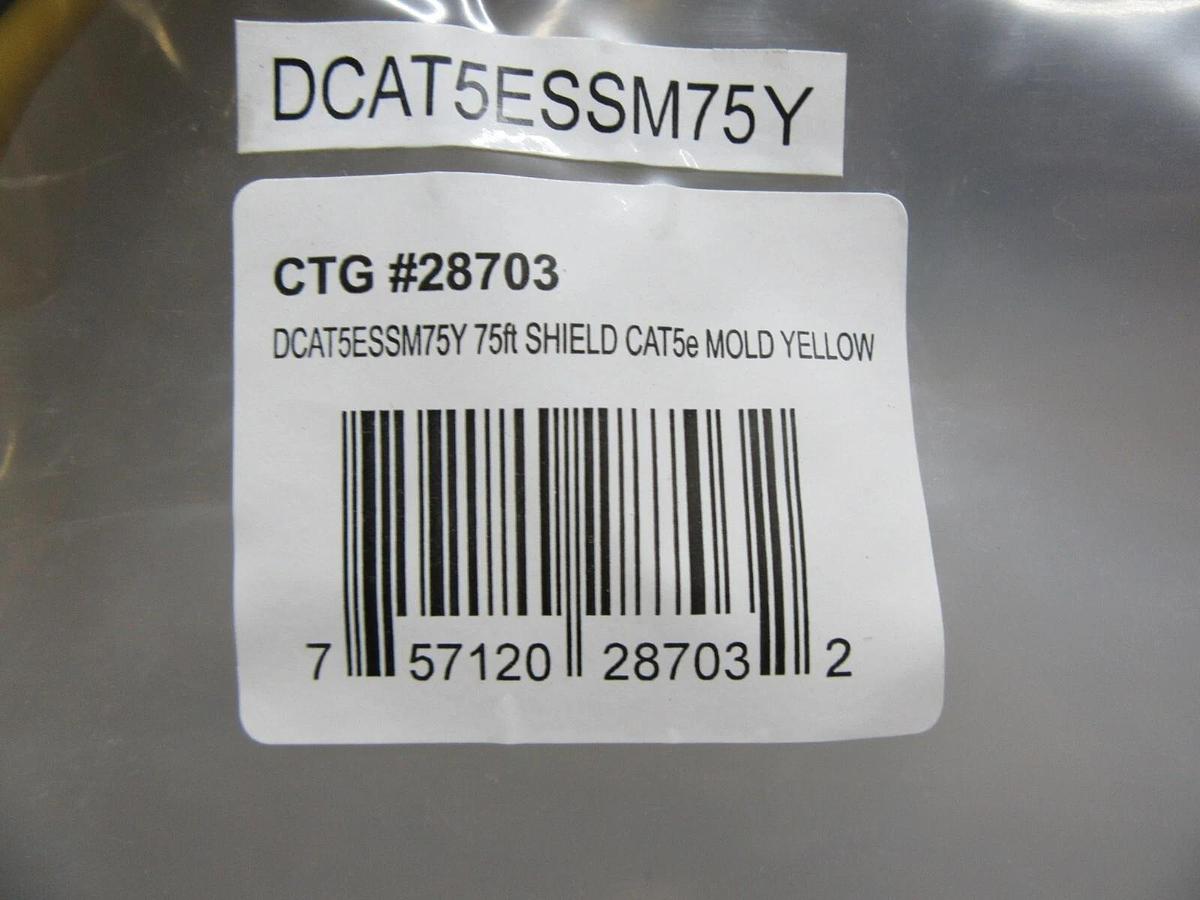 DCAT5ESSM75Y
CTG #28703
DCAT5ESSM75Y 75ft SHIELD CAT5e MOLD YELLOW
7 57120 28703 2